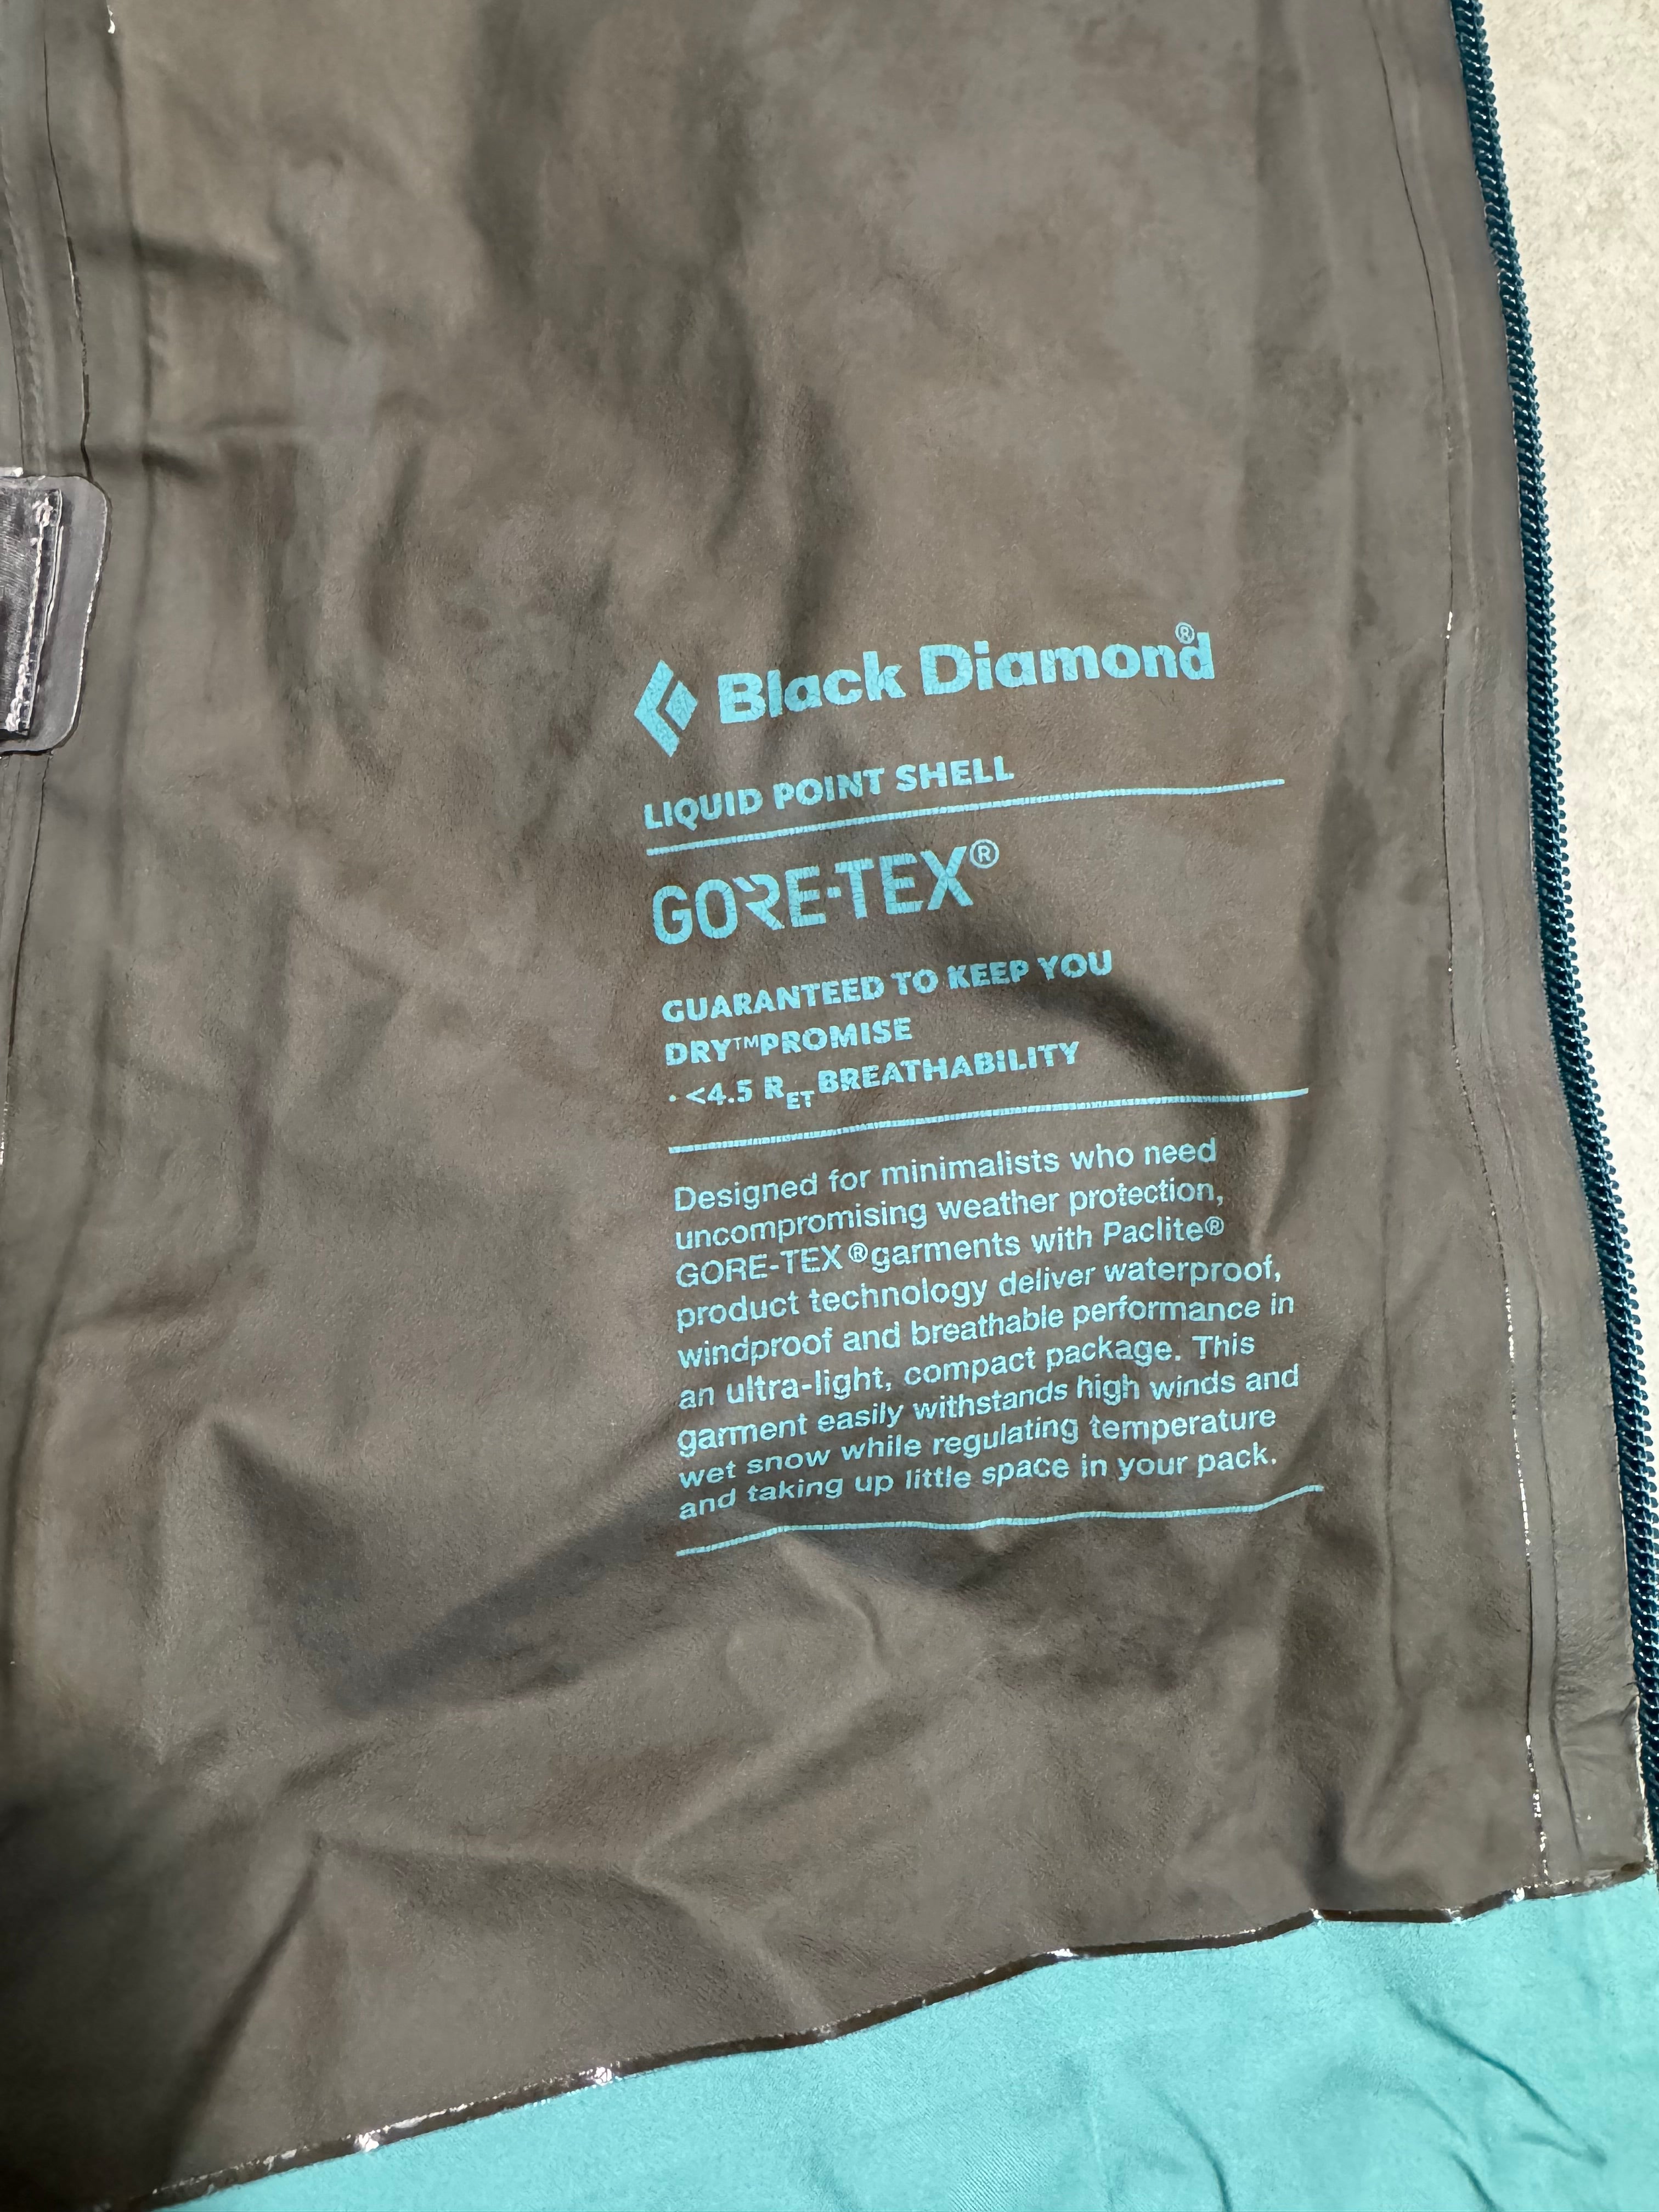 Black Diamond®
LIQUID POINT SHELL
GORE-TEX®
GUARANTEED TO KEEP YOU
DRY™PROMISE
• <4.5 RET BREATHABILITY
Designed for minimalists who need
uncompromising weather protection,
GORE-TEX®garments with Paclite®
product technology deliver waterproof,
windproof and breathable performance in
an ultra-light, compact package. This
garment easily withstands high winds and
wet snow while regulating temperature
and taking up little space in your pack.